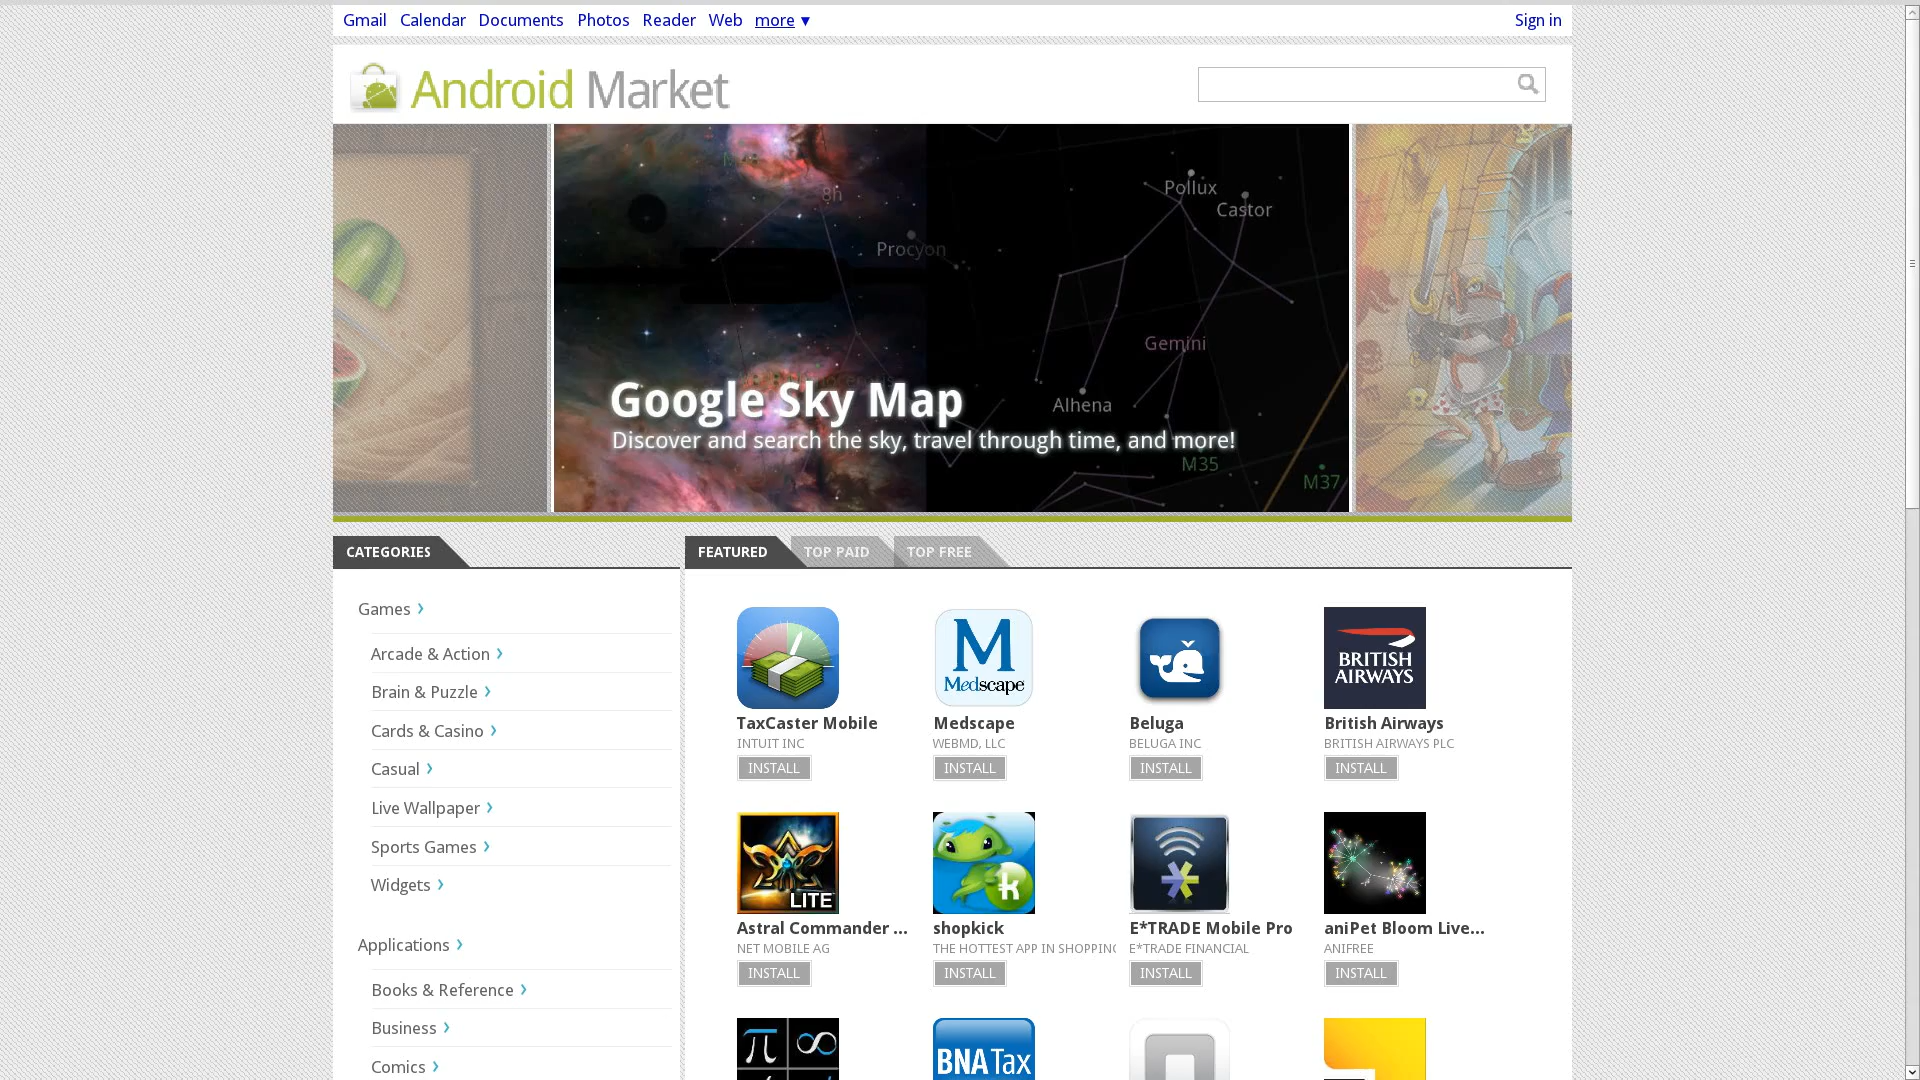 Gmail Calendar Documents Photos Reader Web more ▼ Sign in
Android Market
8h
Pollux
Castor
Procyon
Gemini
Alhena
Google Sky Map
Discover and search the sky, travel through time, and more!
M35
M37
CATEGORIES
FEATURED TOP PAID TOP FREE
Games ›
Arcade & Action ›
Brain & Puzzle ›
Cards & Casino ›
Casual ›
Live Wallpaper ›
Sports Games ›
Widgets ›
Applications ›
Books & Reference ›
Business ›
Comics ›
M
Medscape
BRITISH
AIRWAYS
TaxCaster Mobile Medscape Beluga British Airways
INTUIT INC WEBMD, LLC BELUGA INC BRITISH AIRWAYS PLC
INSTALL INSTALL INSTALL INSTALL
LITE
k
Astral Commander ... shopkick E*TRADE Mobile Pro aniPet Bloom Live...
NET MOBILE AG THE HOTTEST APP IN SHOPPING E*TRADE FINANCIAL ANIFREE
INSTALL INSTALL INSTALL INSTALL
π ∞
BNA Tax